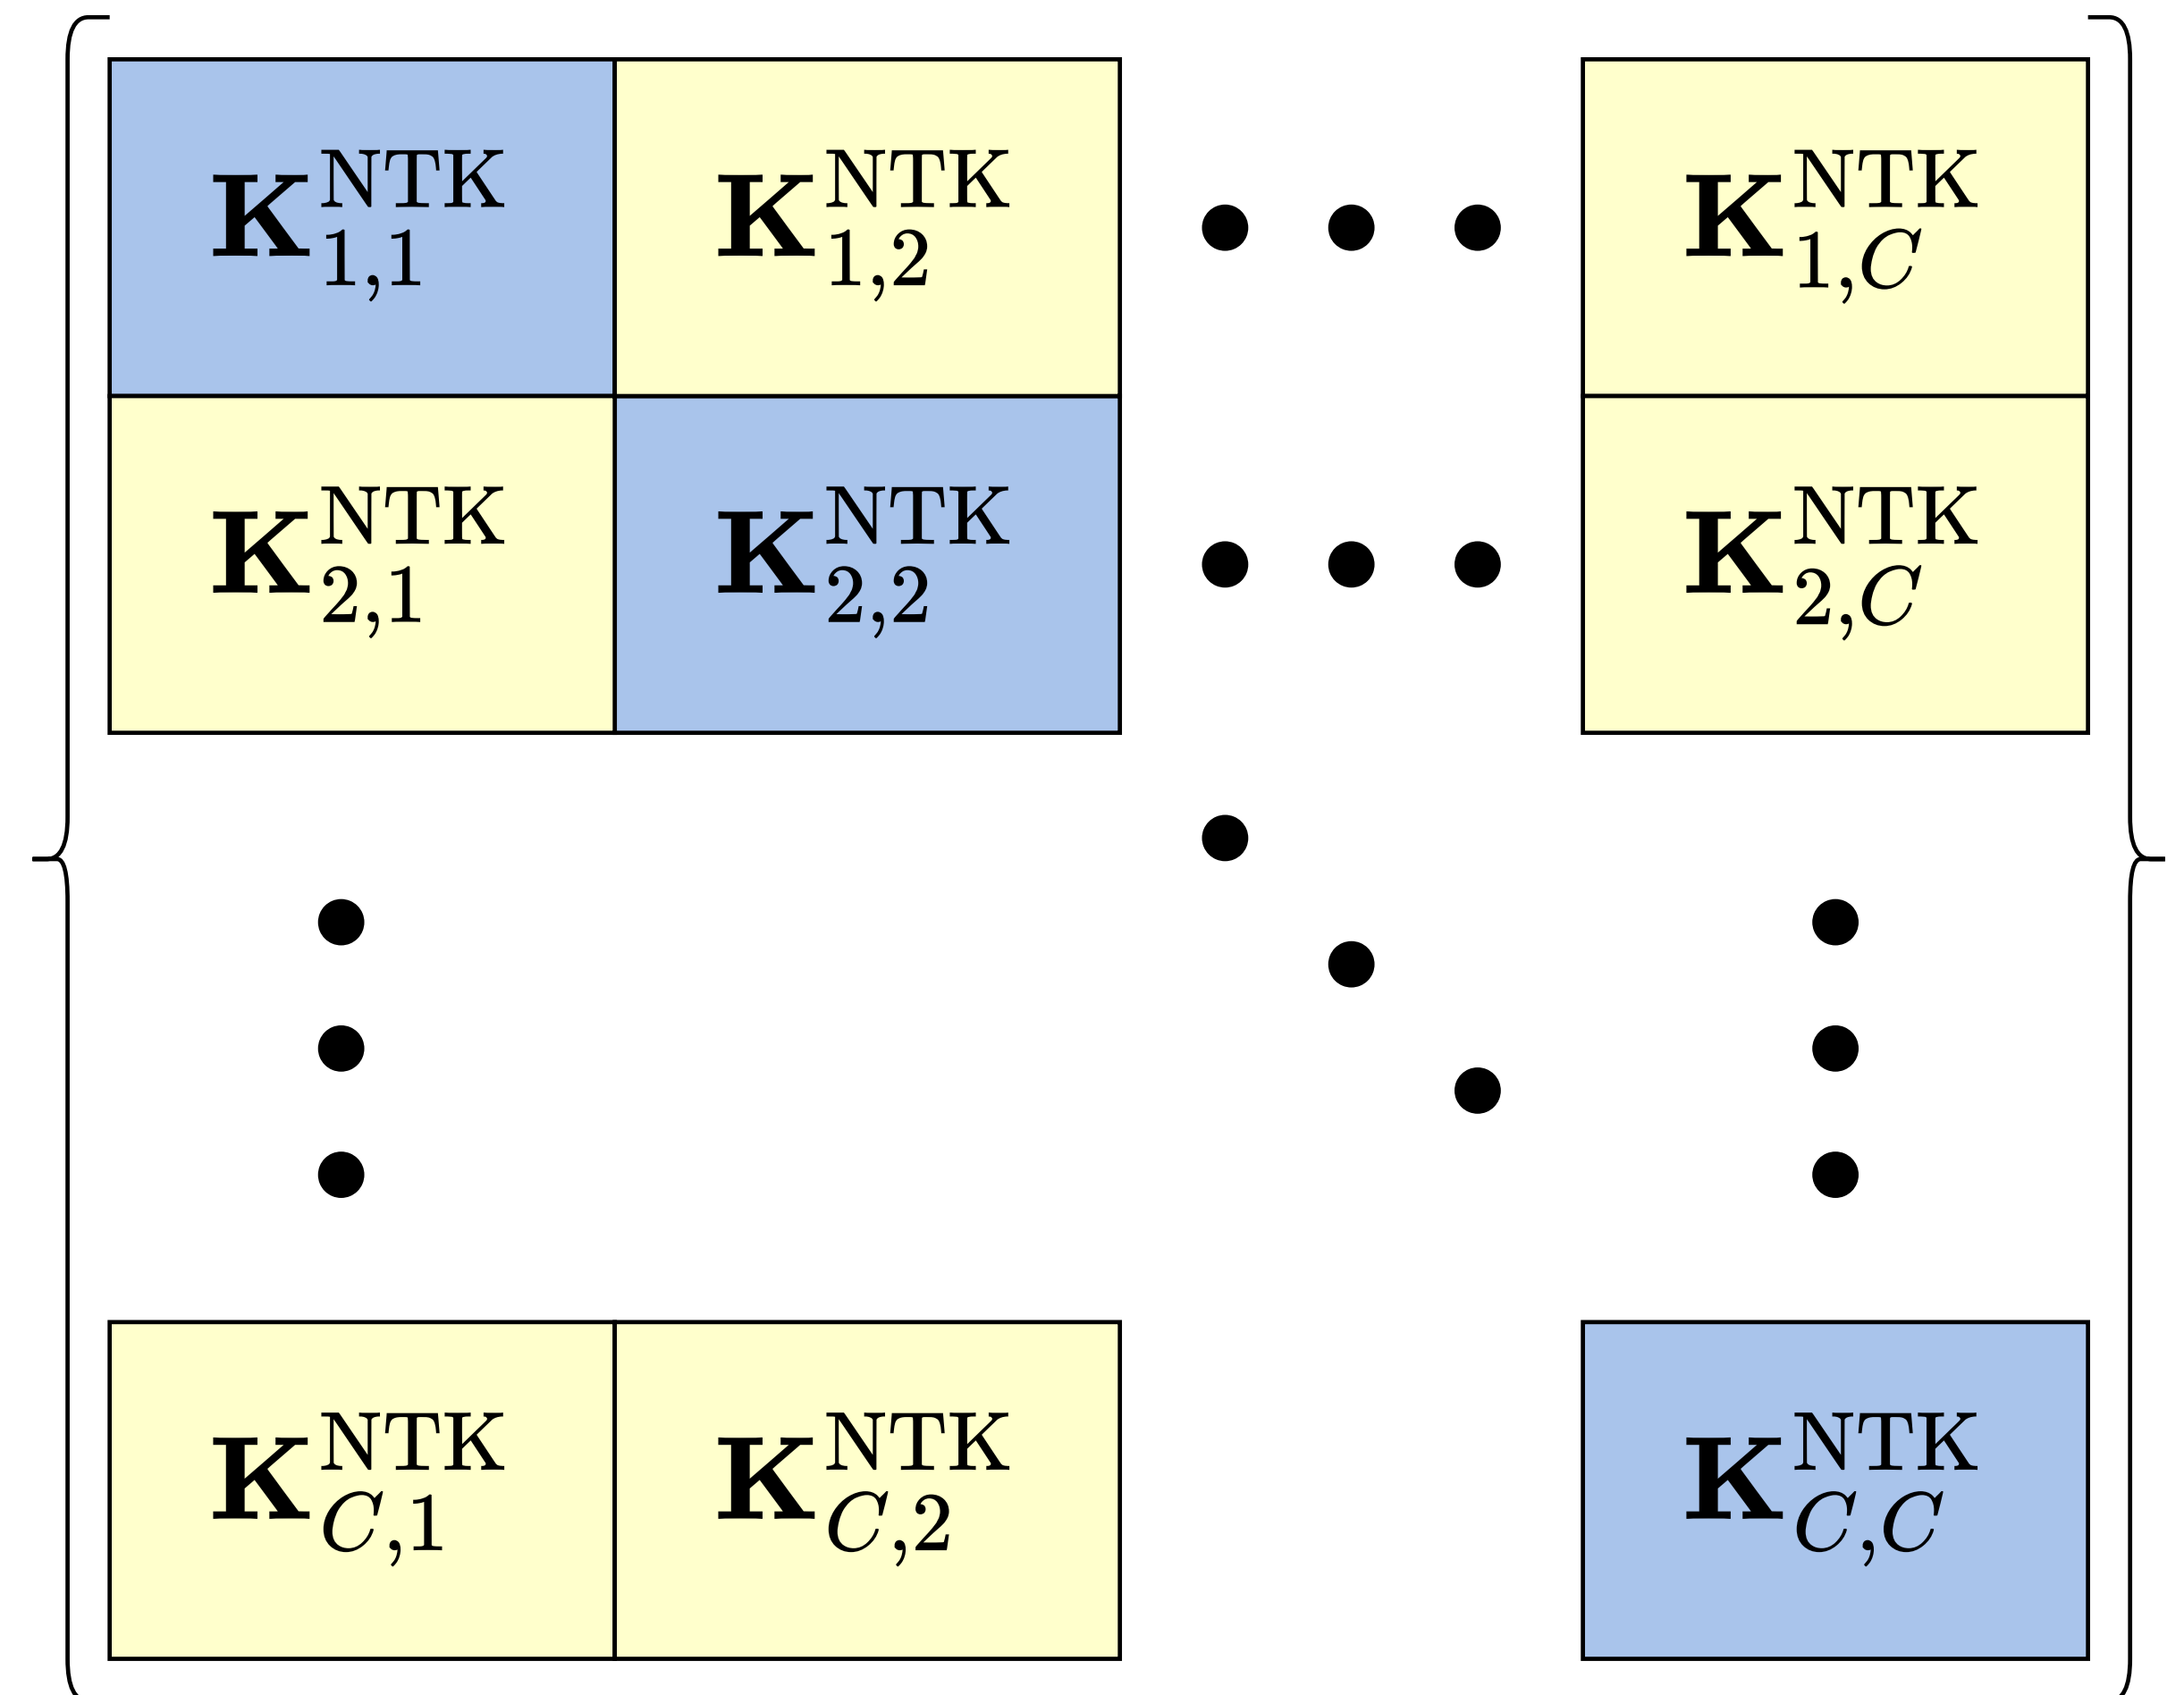 K^NTK_1,1 K^NTK_1,2 • • • K^NTK_1,C
K^NTK_2,1 K^NTK_2,2 • • • K^NTK_2,C
K^NTK_C,1 K^NTK_C,2 K^NTK_C,C